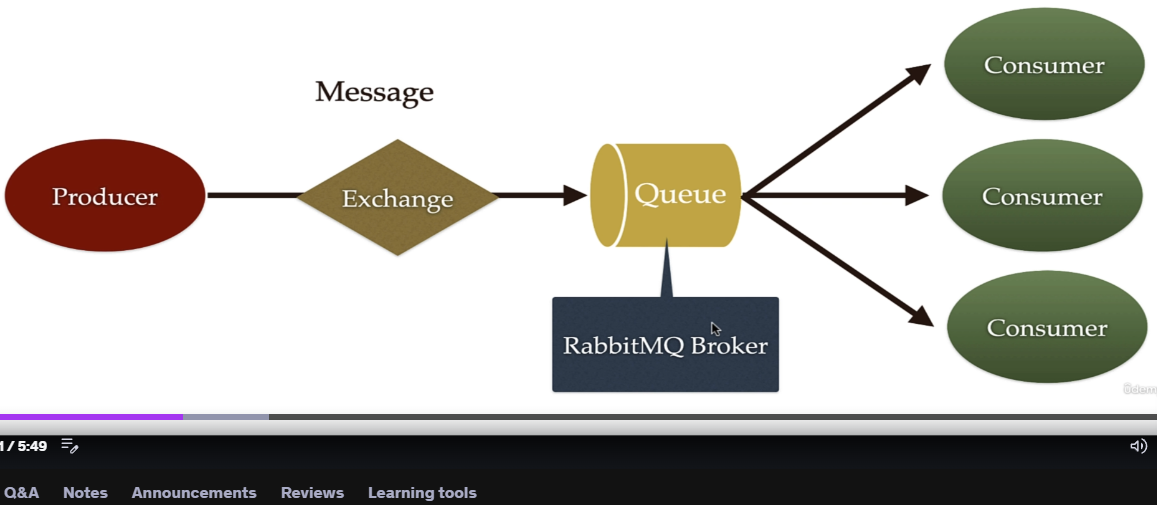 Consumer
Message
Producer
Exchange
Queue
Consumer
RabbitMQ Broker
Consumer
/ 5:49
Q&A Notes Announcements Reviews Learning tools